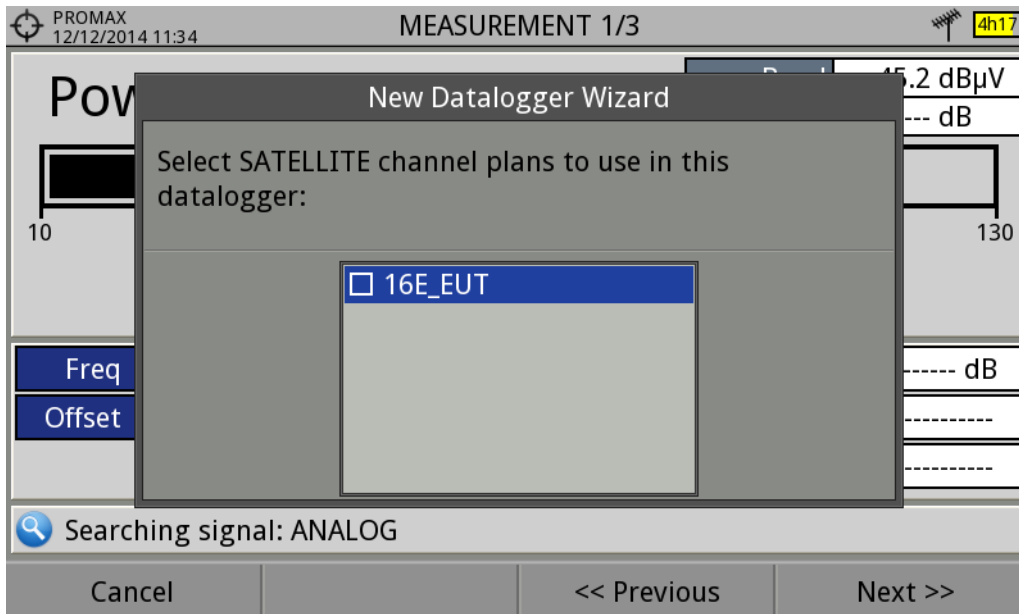 PROMAX
12/12/2014 11:34
MEASUREMENT 1/3
4h17
45.2 dBµV
--- dB
New Datalogger Wizard
Select SATELLITE channel plans to use in this
datalogger:
10
130
16E_EUT
Freq
------ dB
Offset
----------
----------
Searching signal: ANALOG
Cancel
<< Previous
Next >>